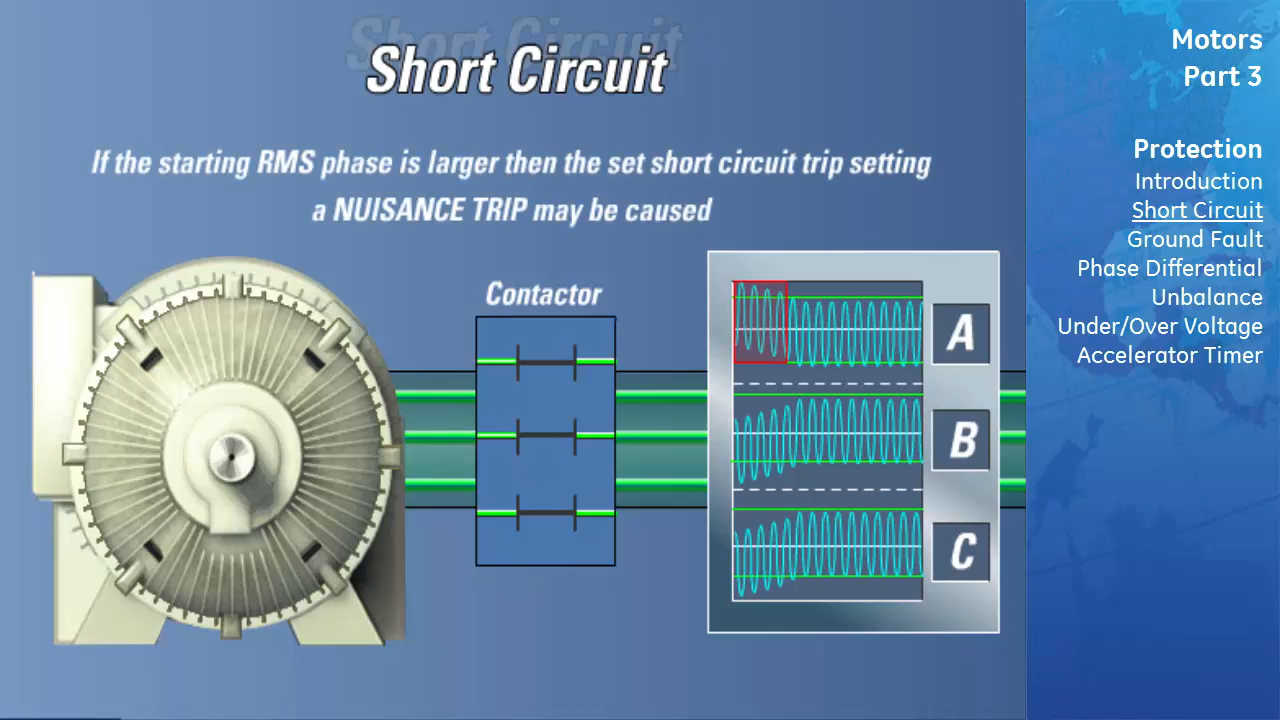 Short Circuit
If the starting RMS phase is larger then the set short circuit trip setting
a NUISANCE TRIP may be caused
Contactor
A
B
C
Motors
Part 3
Protection
Introduction
Short Circuit
Ground Fault
Phase Differential
Unbalance
Under/Over Voltage
Accelerator Timer